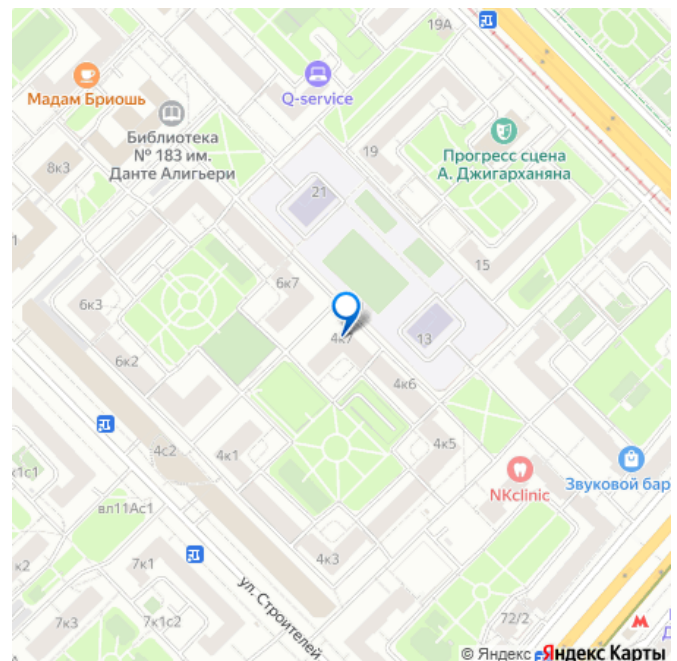 19А
Q-service
Мадам Бриошь
Библиотека
№ 183 им.
Данте Алигьери
8к3
19
Прогресс сцена
А. Джигарханяна
21
15
6к7
6к3
4к7
13
6к2
4к6
4с2
4к1
4к5
NKclinic
Звуковой бар
к1с1
вл11Ас1
7к1
4к3
к2
ул. Строителей
7к3
7к1с2
72/2
© Яндекс Яндекс Карты